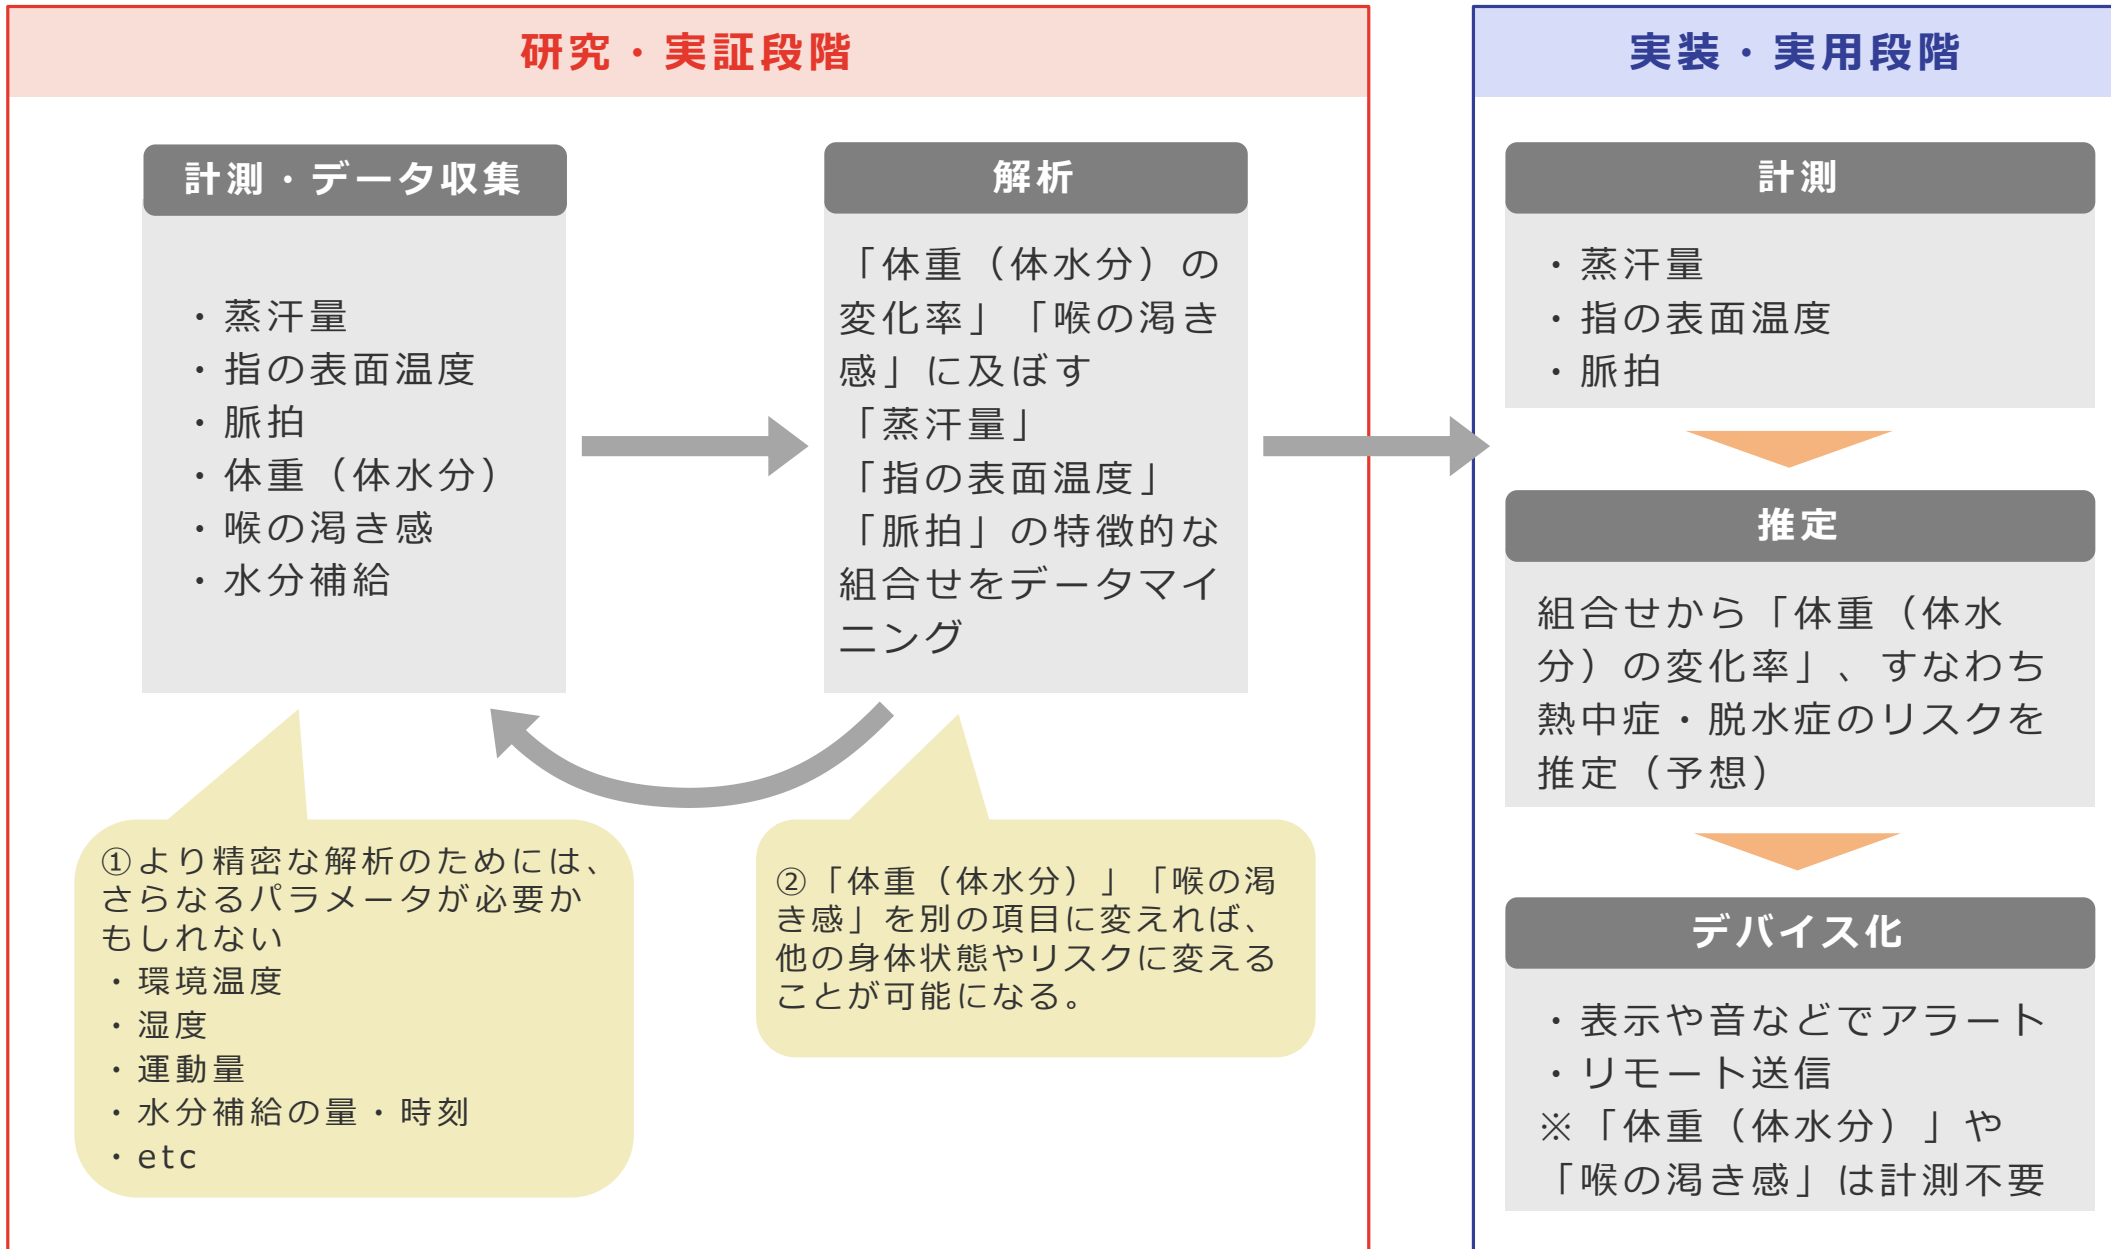 研究・実証段階
計測・データ収集
・蒸汗量
・指の表面温度
・脈拍
・体重（体水分）
・喉の渇き感
・水分補給
解析
「体重（体水分）の
変化率」「喉の渇き
感」に及ぼす
「蒸汗量」
「指の表面温度」
「脈拍」の特徴的な
組合せをデータマイ
ニング
①より精密な解析のためには、
さらなるパラメータが必要か
もしれない
・環境温度
・湿度
・運動量
・水分補給の量・時刻
・etc
②「体重（体水分）」「喉の渇
き感」を別の項目に変えれば、
他の身体状態やリスクに変える
ことが可能になる。
実装・実用段階
計測
・蒸汗量
・指の表面温度
・脈拍
推定
組合せから「体重（体水
分）の変化率」、すなわち
熱中症・脱水症のリスクを
推定（予想）
デバイス化
・表示や音などでアラート
・リモート送信
※「体重（体水分）」や
「喉の渇き感」は計測不要